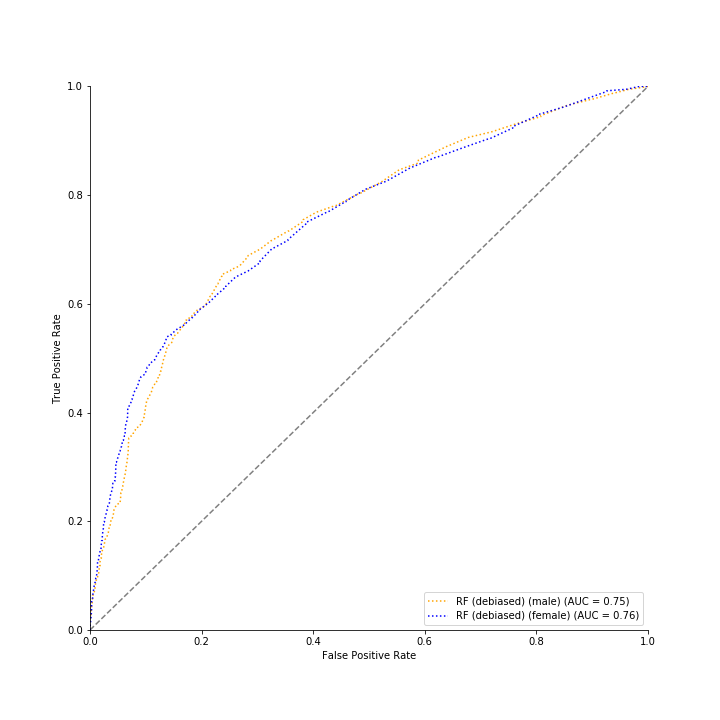 1.0
0.8
0.6
0.4
0.2
0.0
True Positive Rate
RF (debiased) (male) (AUC = 0.75)
RF (debiased) (female) (AUC = 0.76)
0.0 0.2 0.4 0.6 0.8 1.0
False Positive Rate